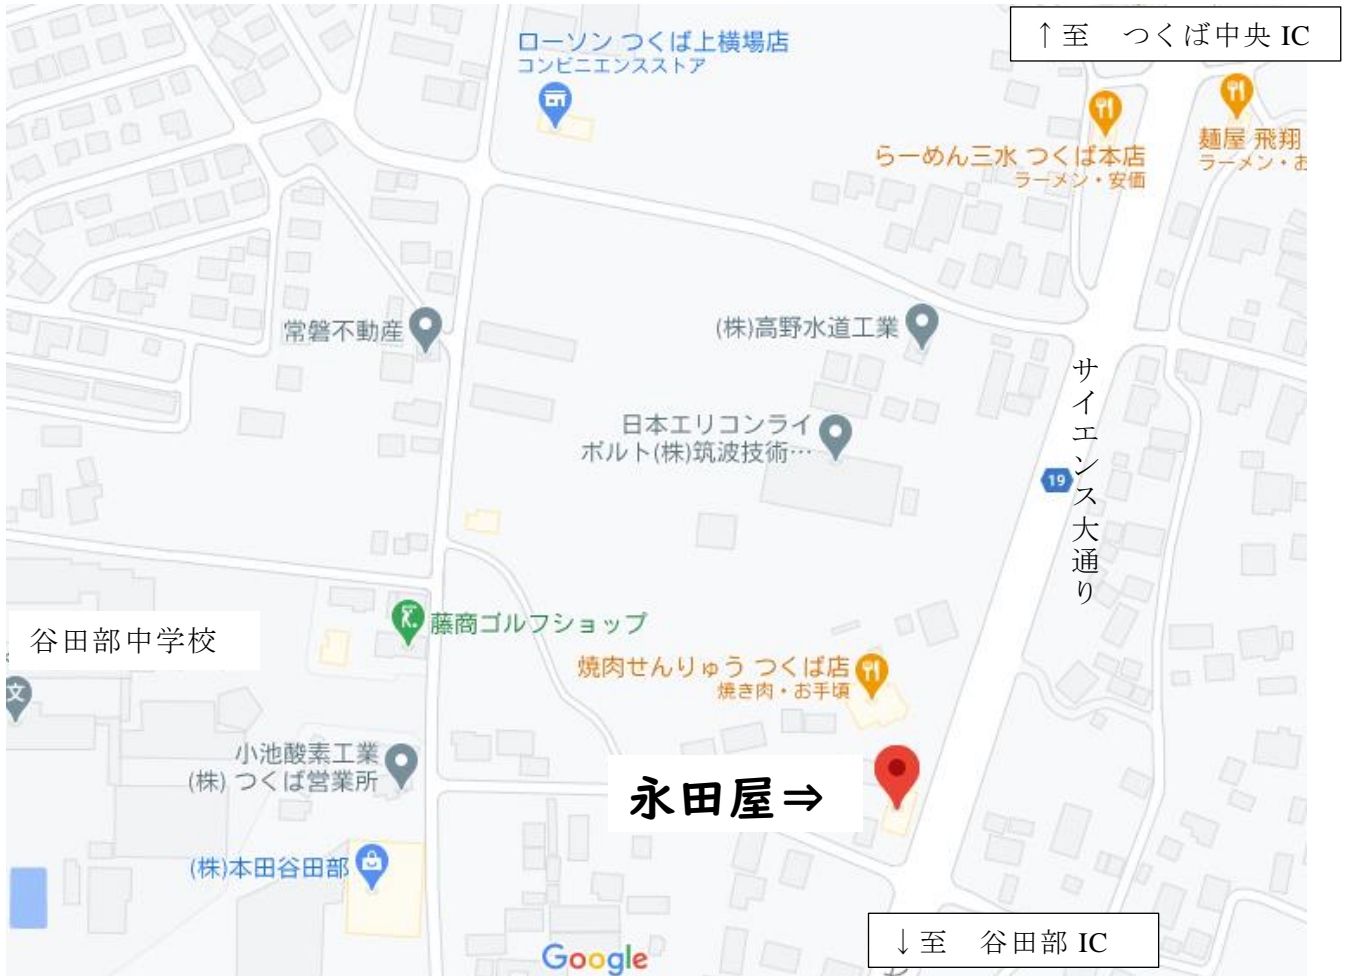 ↑至　つくば中央 IC
ローソン つくば上横場店
コンビニエンスストア
らーめん三水 つくば本店
ラーメン・安価
麺屋 飛翔
ラーメン・お
常磐不動産
(株)高野水道工業
サイエンス大通り
日本エリコンライ
ボルト(株)筑波技術…
19
谷田部中学校
文
藤商ゴルフショップ
焼肉せんりゅう つくば店
焼き肉・お手頃
小池酸素工業
(株) つくば営業所
永田屋⇒
(株)本田谷田部
↓至　谷田部 IC
Google